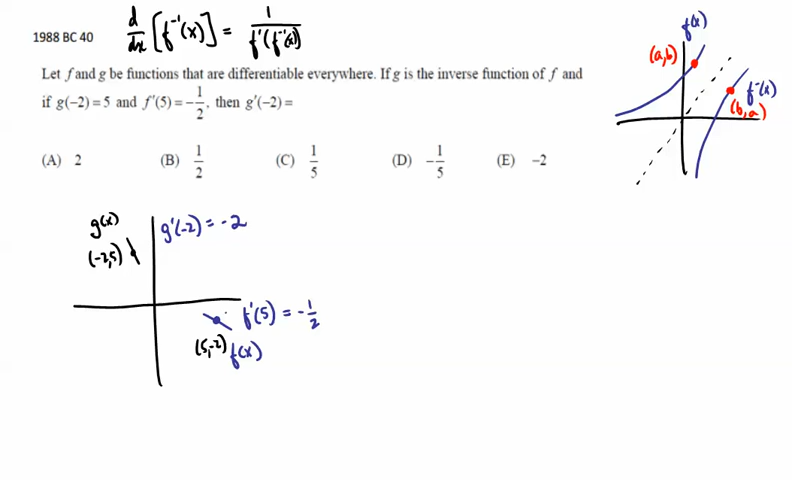 1988 BC 40
d/dx [f⁻¹(x)] = 1/f'(f⁻¹(x))
Let f and g be functions that are differentiable everywhere. If g is the inverse function of f and
if g(−2) = 5 and f′(5) = −1/2, then g′(−2) =
(A) 2 (B) 1/2 (C) 1/5 (D) −1/5 (E) −2
f(x)
(a,b)
f⁻¹(x)
(b,a)
g(x)
g'(-2) = -2
(-2,5)
f'(5) = -1/2
(5,-2) f(x)